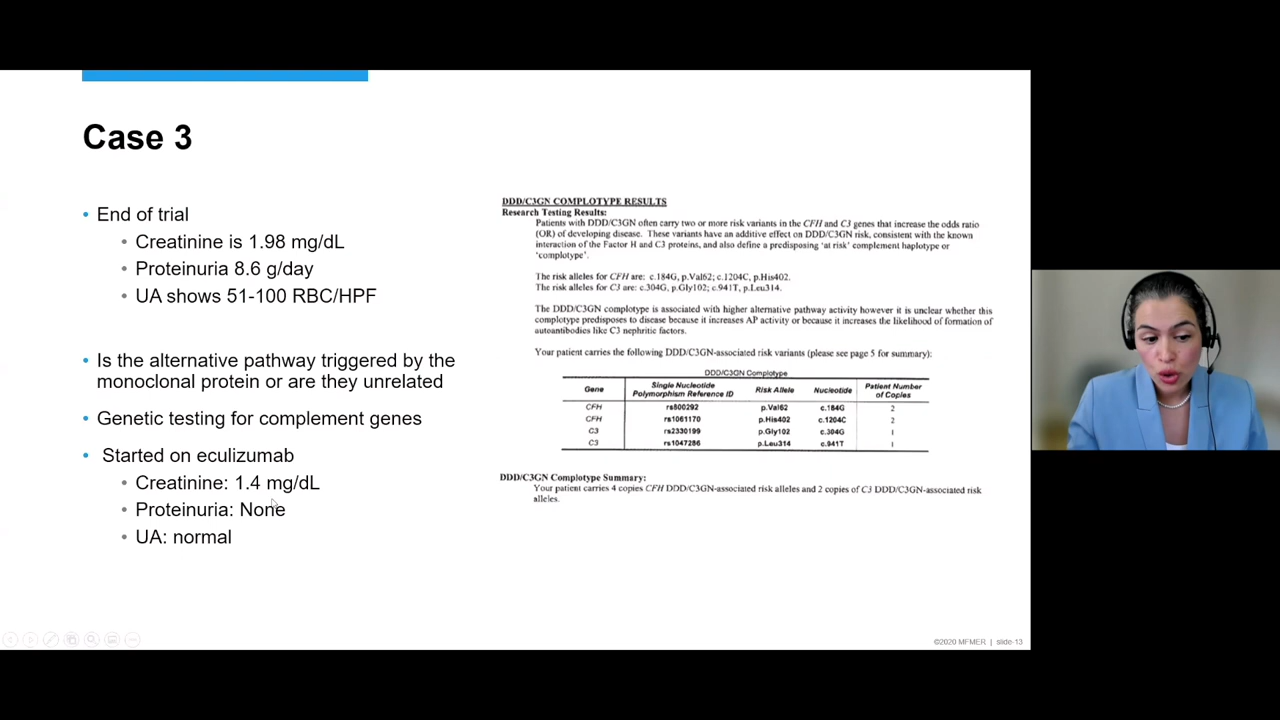 Case 3
• End of trial
• Creatinine is 1.98 mg/dL
• Proteinuria 8.6 g/day
• UA shows 51-100 RBC/HPF
• Is the alternative pathway triggered by the
monoclonal protein or are they unrelated
• Genetic testing for complement genes
• Started on eculizumab
• Creatinine: 1.4 mg/dL
• Proteinuria: None
• UA: normal
DDD/C3GN COMPLOTYPE RESULTS
Research Testing Results:
Patients with DDD/C3GN often carry two or more risk variants in the CFH and C3 genes that increase the odds ratio
(OR) of developing disease. These variants have an additive effect on DDD/C3GN risk, consistent with the known
interaction of the Factor H and C3 proteins, and also define a predisposing 'at risk' complement haplotype or
'complotype'.
The risk alleles for CFH are: c.184G, p.Val62; c.1204C, p.His402.
The risk alleles for C3 are: c.304G, p.Gly102; c.941T, p.Leu314.
The DDD/C3GN complotype is associated with higher alternative pathway activity however it is unclear whether this
complotype predisposes to disease because it increases AP activity or because it increases the likelihood of formation of
autoantibodies like C3 nephritic factors.
Your patient carries the following DDD/C3GN-associated risk variants (please see page 5 for summary):
DDD/C3GN Complotype
Gene Single Nucleotide Polymorphism Reference ID Risk Allele Nucleotide Patient Number of Copies
CFH rs800292 p.Val62 c.184G 2
CFH rs1061170 p.His402 c.1204C 2
C3 rs2330199 p.Gly102 c.304G 1
C3 rs1047286 p.Leu314 c.941T 1
DDD/C3GN Complotype Summary:
Your patient carries 4 copies CFH DDD/C3GN-associated risk alleles and 2 copies of C3 DDD/C3GN-associated risk
alleles.
©2020 MFMER | slide-13